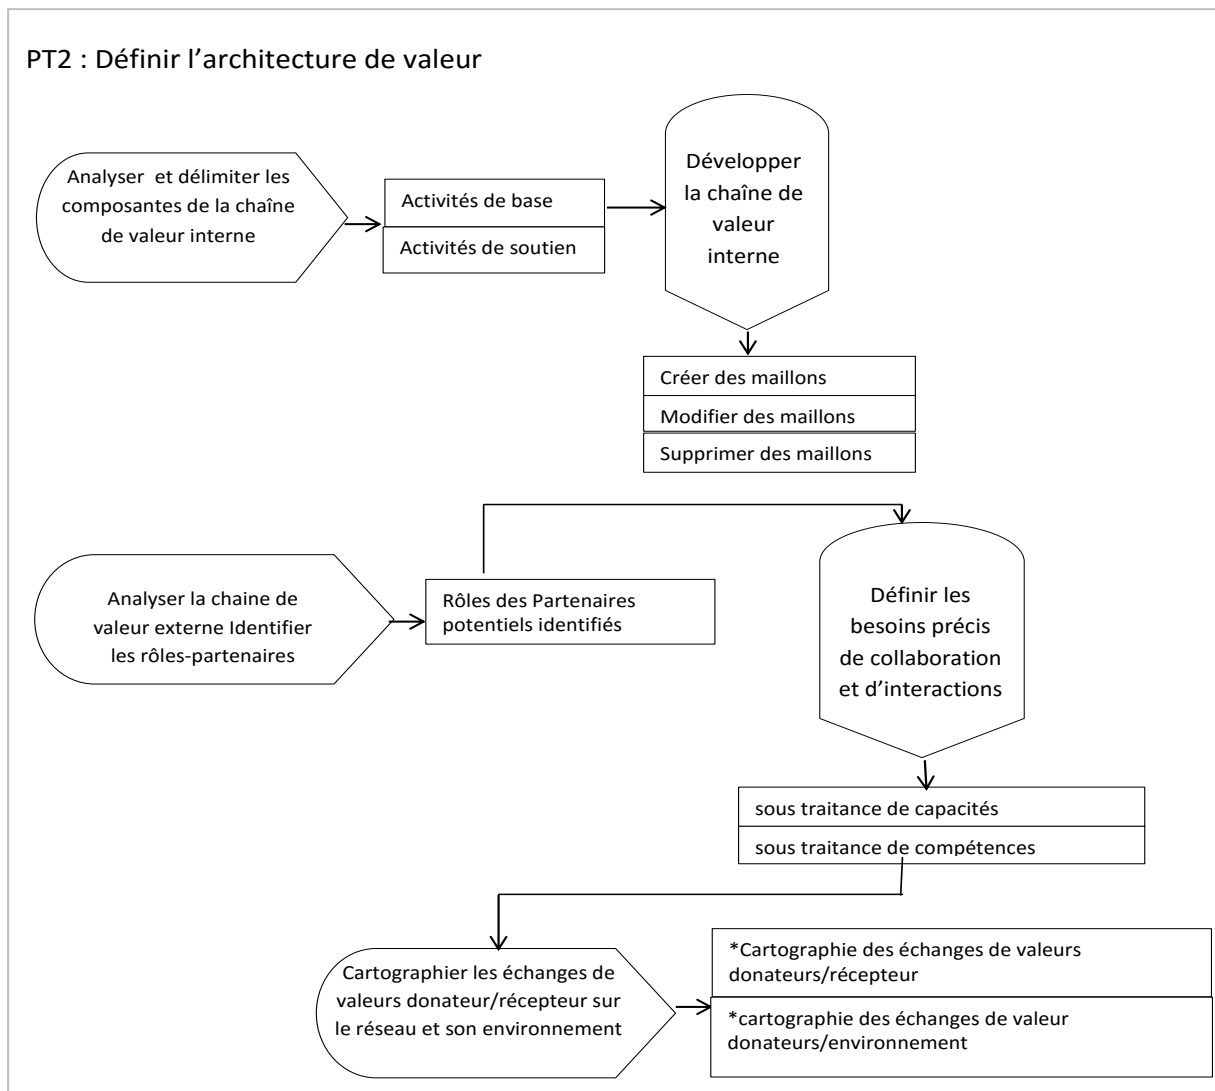 PT2 : Définir l’architecture de valeur
Analyser et délimiter les
composantes de la chaîne
de valeur interne
Activités de base
Activités de soutien
Développer
la chaîne de
valeur
interne
Créer des maillons
Modifier des maillons
Supprimer des maillons
Analyser la chaine de
valeur externe Identifier
les rôles-partenaires
Rôles des Partenaires
potentiels identifiés
Définir les
besoins précis
de collaboration
et d’interactions
sous traitance de capacités
sous traitance de compétences
Cartographier les échanges de
valeurs donateur/récepteur sur
le réseau et son environnement
*Cartographie des échanges de valeurs
donateurs/récepteur
*cartographie des échanges de valeur
donateurs/environnement